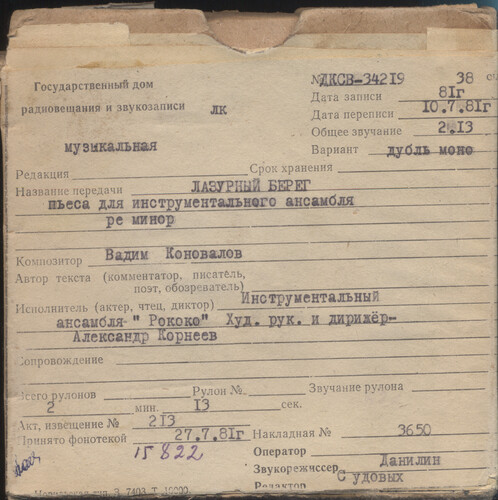 Государственный дом
радиовещания и звукозаписи ЛК
№ ЛКСВ-34219 38
Дата записи 81г
Дата переписи 10.7.81г
Общее звучание 2.13
музыкальная
Вариант дубль моно
Редакция
Срок хранения
Название передачи ЛАЗУРНЫЙ БЕРЕГ
пьеса для инструментального ансамбля
ре минор
Композитор Вадим Коновалов
Автор текста (комментатор, писатель,
поэт, обозреватель)
Исполнитель (актер, чтец, диктор) Инструментальный
ансамбля " Рококо" Худ. рук. и дирижёр-
Александр Корнеев
Сопровождение
Всего рулонов Рулон № Звучание рулона
2 мин. 13 сек.
Акт, извещение № 213
Принято фонотекой 27.7.81г Накладная № 3650
15822
Оператор
Звукорежиссер Данилин
Редактор Судовых